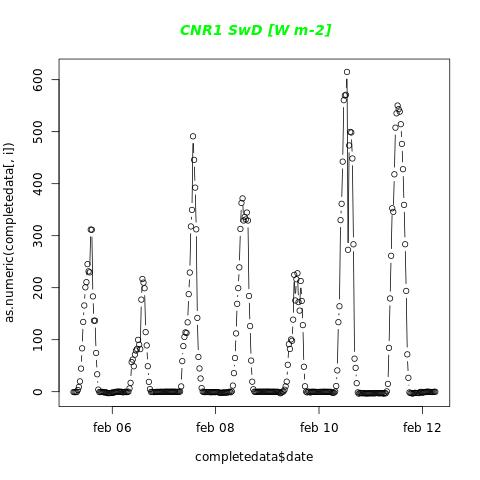 CNR1 SwD [W m-2]
as.numeric(completedata[, i])
600
500
400
300
200
100
0
feb 06 feb 08 feb 10 feb 12
completedata$date